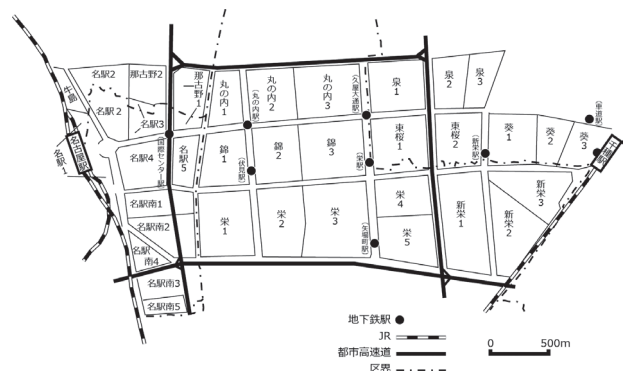 名駅2
那古野2
那古野1
丸の内1
丸の内2
丸の内3
泉1
泉2
泉3
牛島
名駅2
名駅3
(丸の内駅)
(久屋大通駅)
(車道駅)
名古屋駅
名駅1
名駅4
国際センター駅
名駅5
錦1
(伏見駅)
錦2
錦3
(栄駅)
東桜1
東桜2
(新栄駅)
葵1
葵2
葵3
千種駅
名駅南1
名駅南2
名駅南4
名駅南3
名駅南5
栄1
栄2
栄3
(矢場町駅)
栄4
栄5
新栄1
新栄2
新栄3
地下鉄駅
JR
都市高速道
区界
0 500m